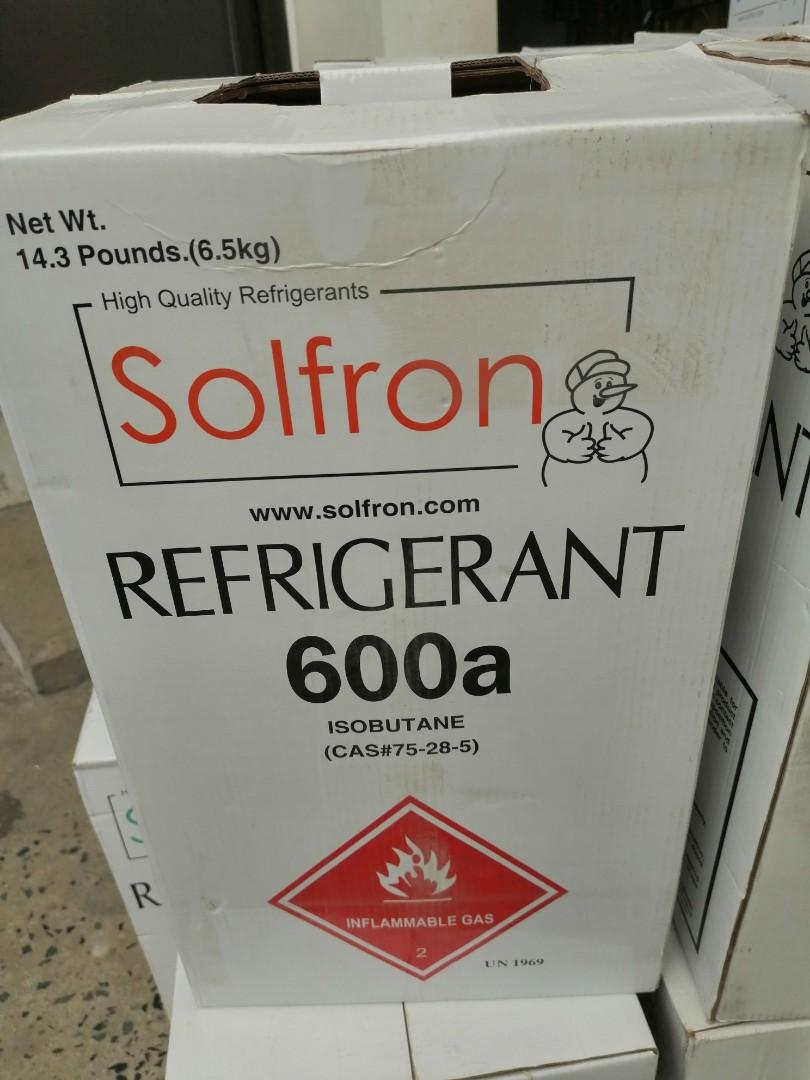 Net Wt.
14.3 Pounds.(6.5kg)
High Quality Refrigerants
Solfron
www.solfron.com
REFRIGERANT
600a
ISOBUTANE
(CAS#75-28-5)
INFLAMMABLE GAS
2
UN 1969
NT
R